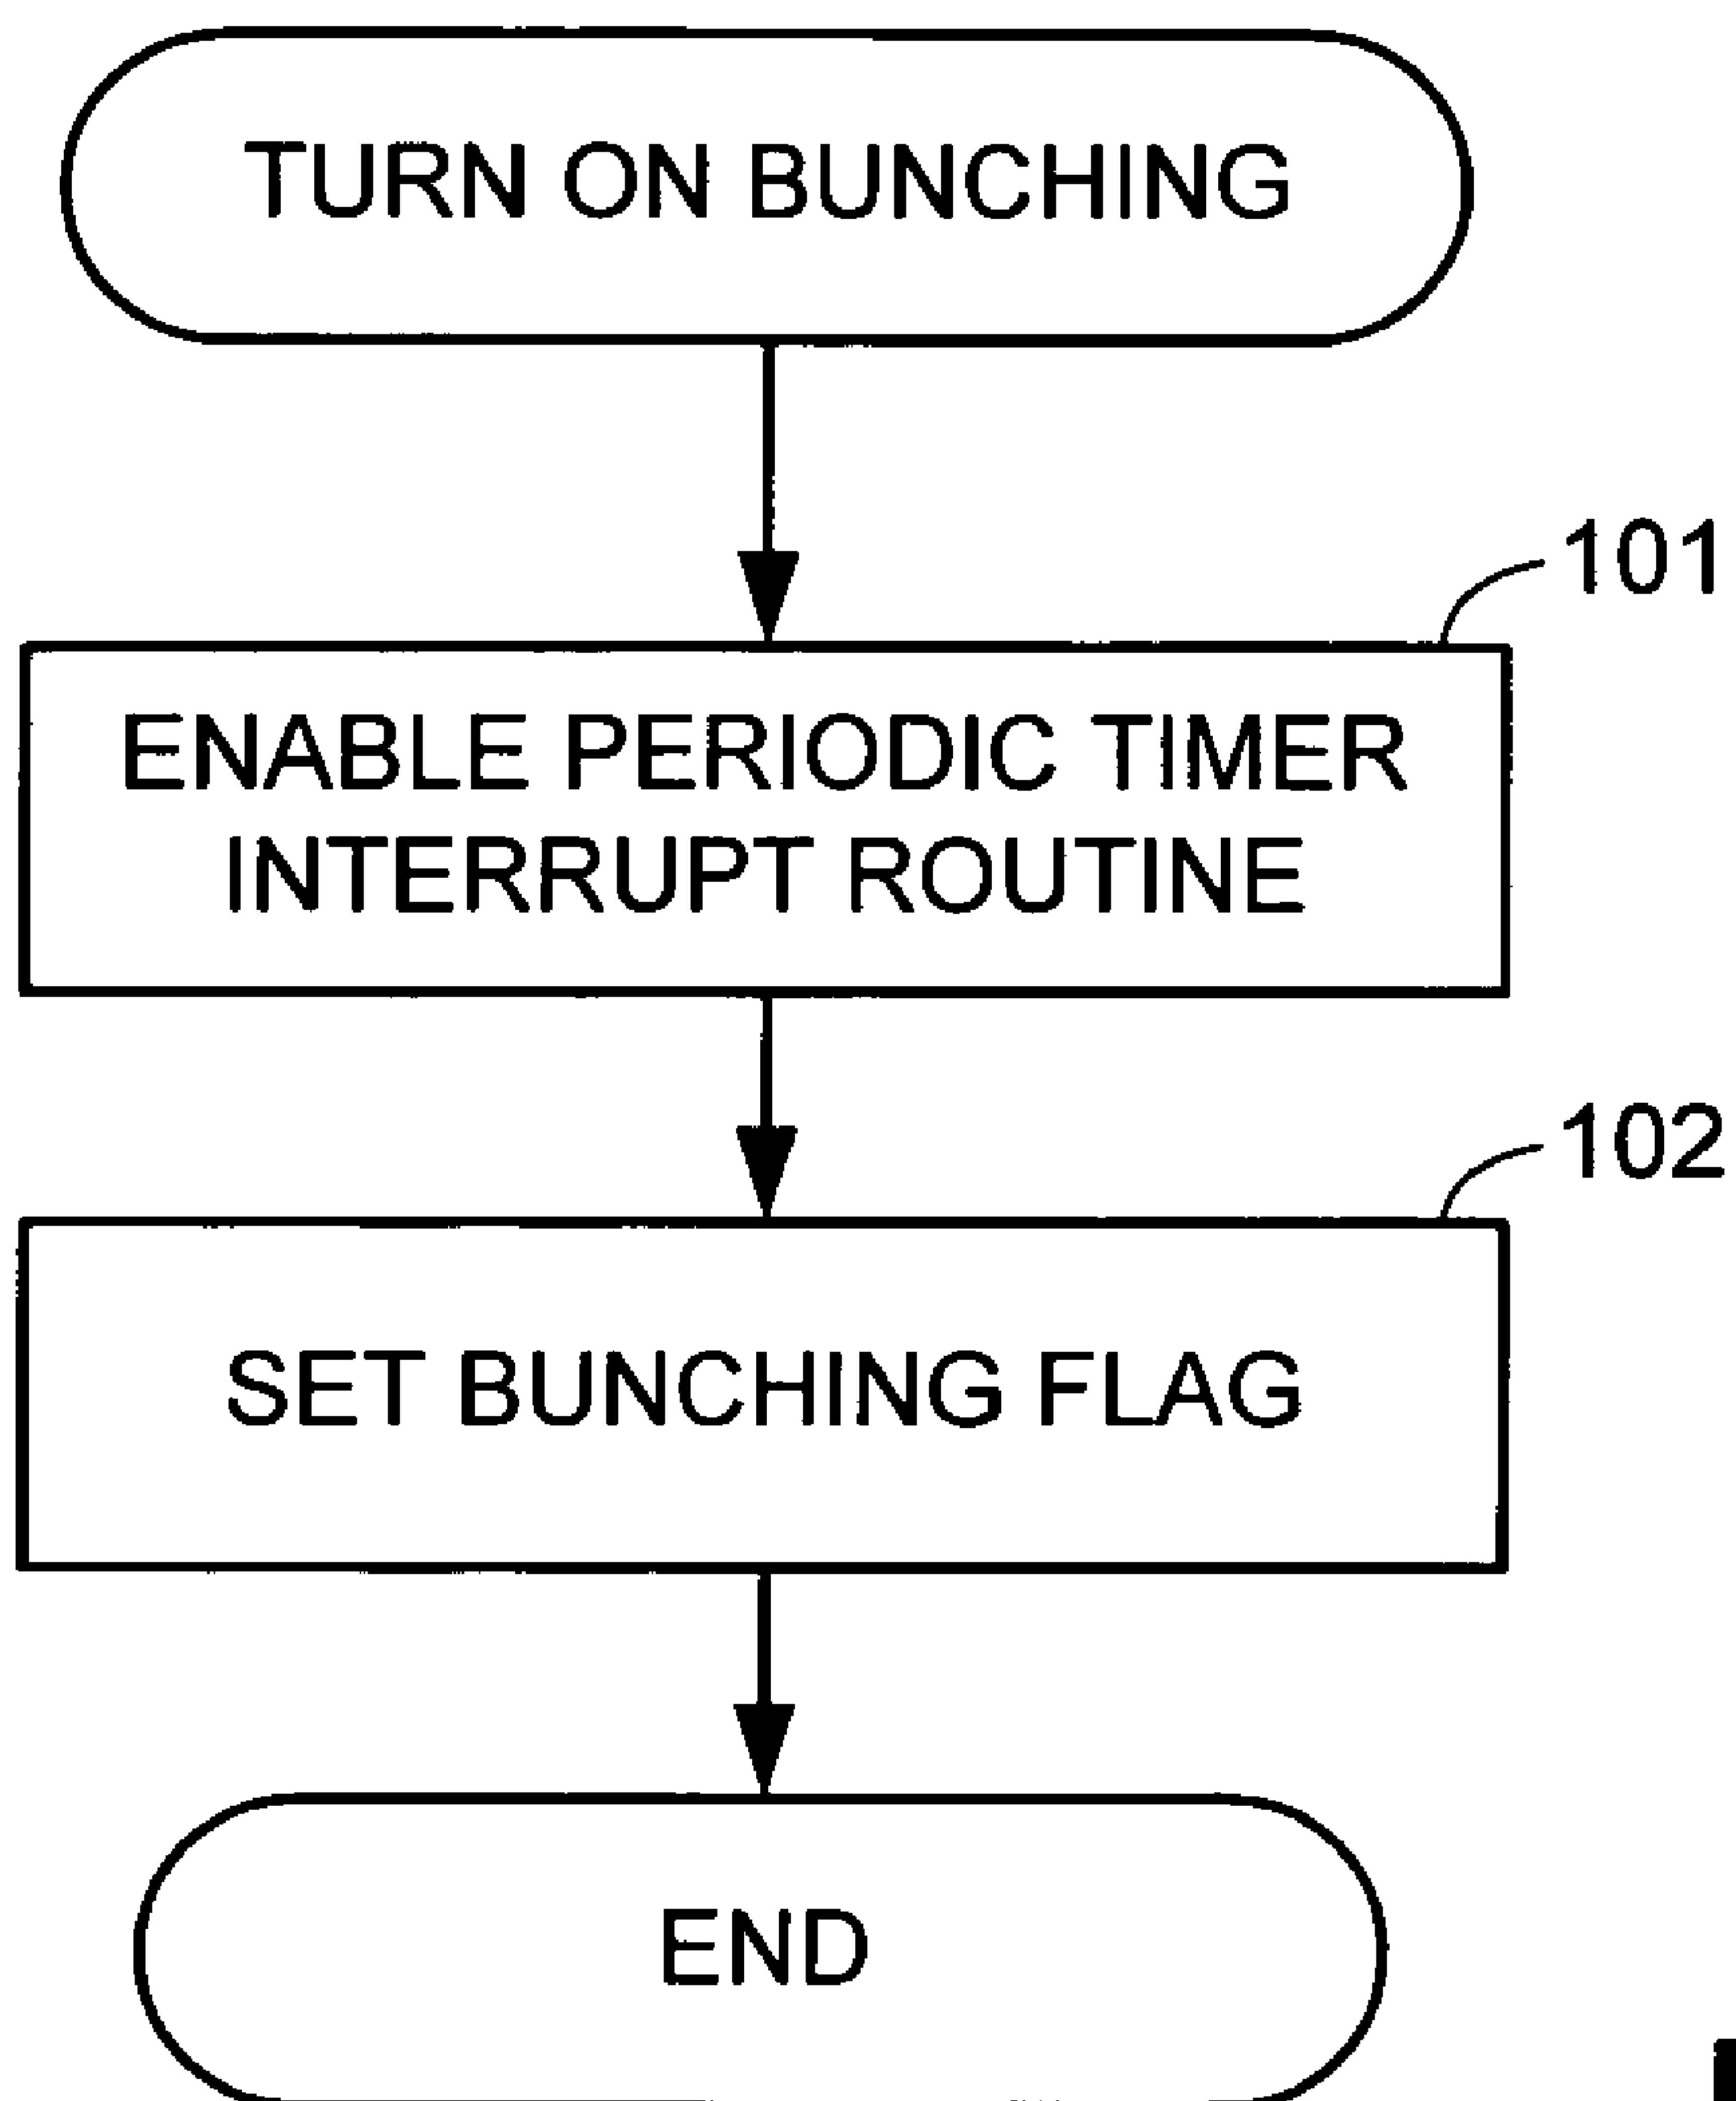 TURN ON BUNCHING
101
ENABLE PERIODIC TIMER
INTERRUPT ROUTINE
102
SET BUNCHING FLAG
END